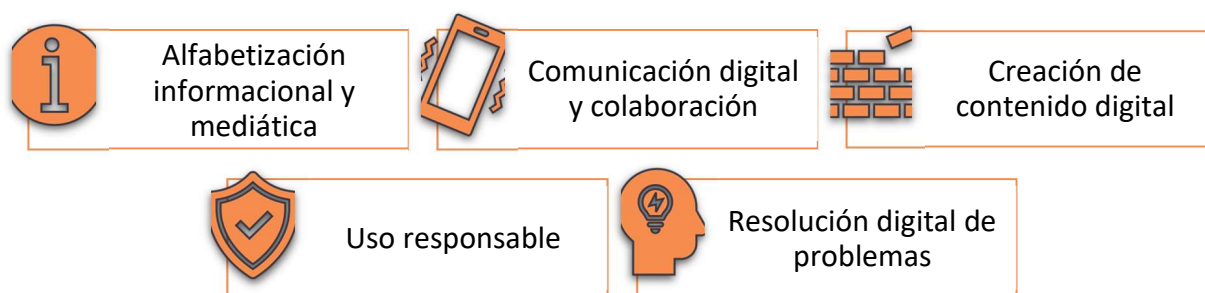 Alfabetización
informacional y
mediática
Comunicación digital
y colaboración
Creación de
contenido digital
Uso responsable
Resolución digital de
problemas